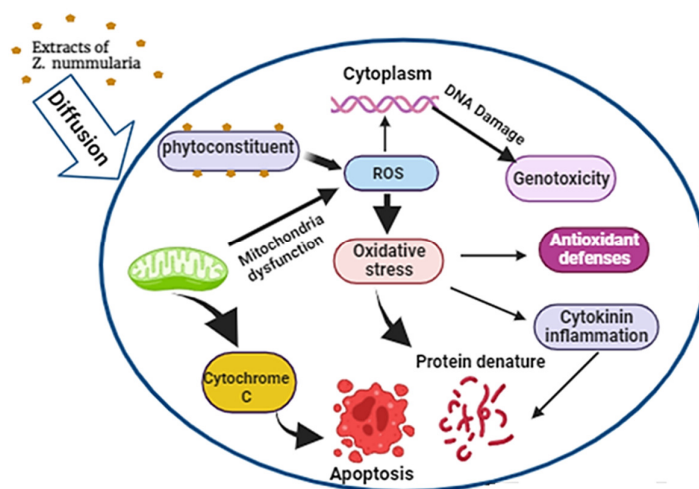 Extracts of
Z. nummularia
Diffusion
Cytoplasm
DNA Damage
phytoconstituent
ROS
Genotoxicity
Mitochondria
dysfunction
Oxidative
stress
Antioxidant
defenses
Cytokinin
inflammation
Protein denature
Cytochrome
C
Apoptosis